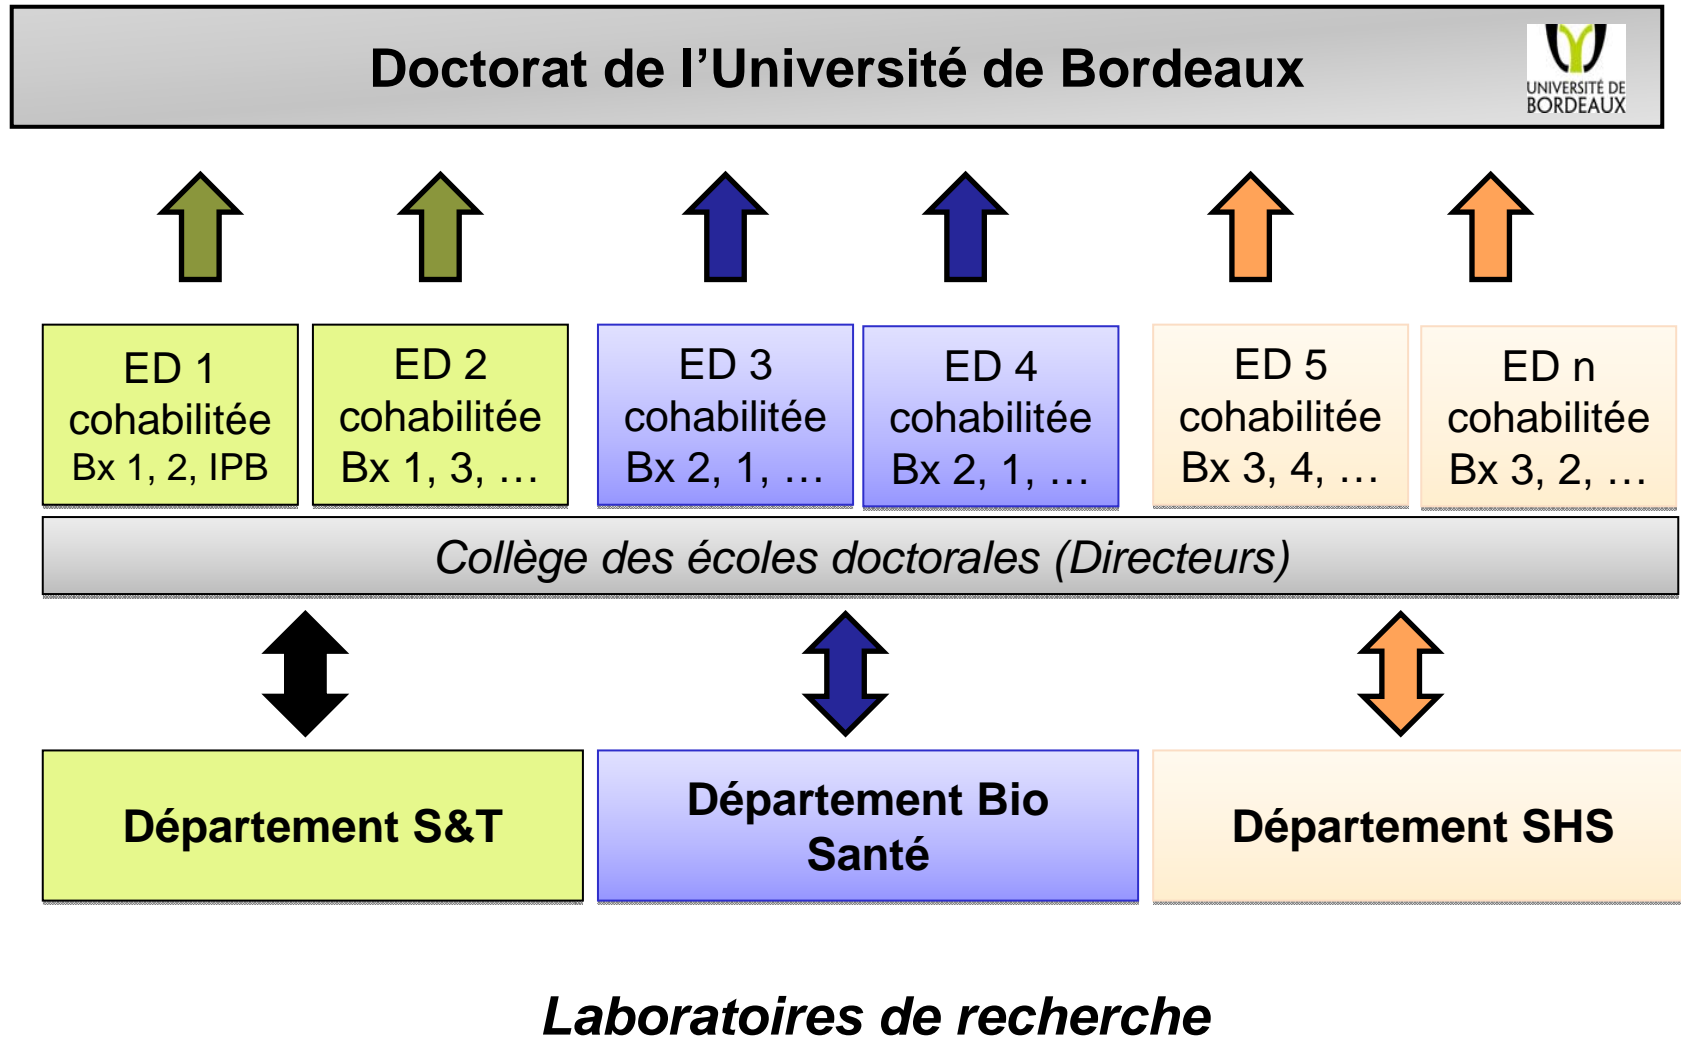 Doctorat de l’Université de Bordeaux
UNIVERSITÉ DE
BORDEAUX
ED 1
cohabilitée
Bx 1, 2, IPB
ED 2
cohabilitée
Bx 1, 3, …
ED 3
cohabilitée
Bx 2, 1, …
ED 4
cohabilitée
Bx 2, 1, …
ED 5
cohabilitée
Bx 3, 4, …
ED n
cohabilitée
Bx 3, 2, …
Collège des écoles doctorales (Directeurs)
Département S&T
Département Bio
Santé
Département SHS
Laboratoires de recherche